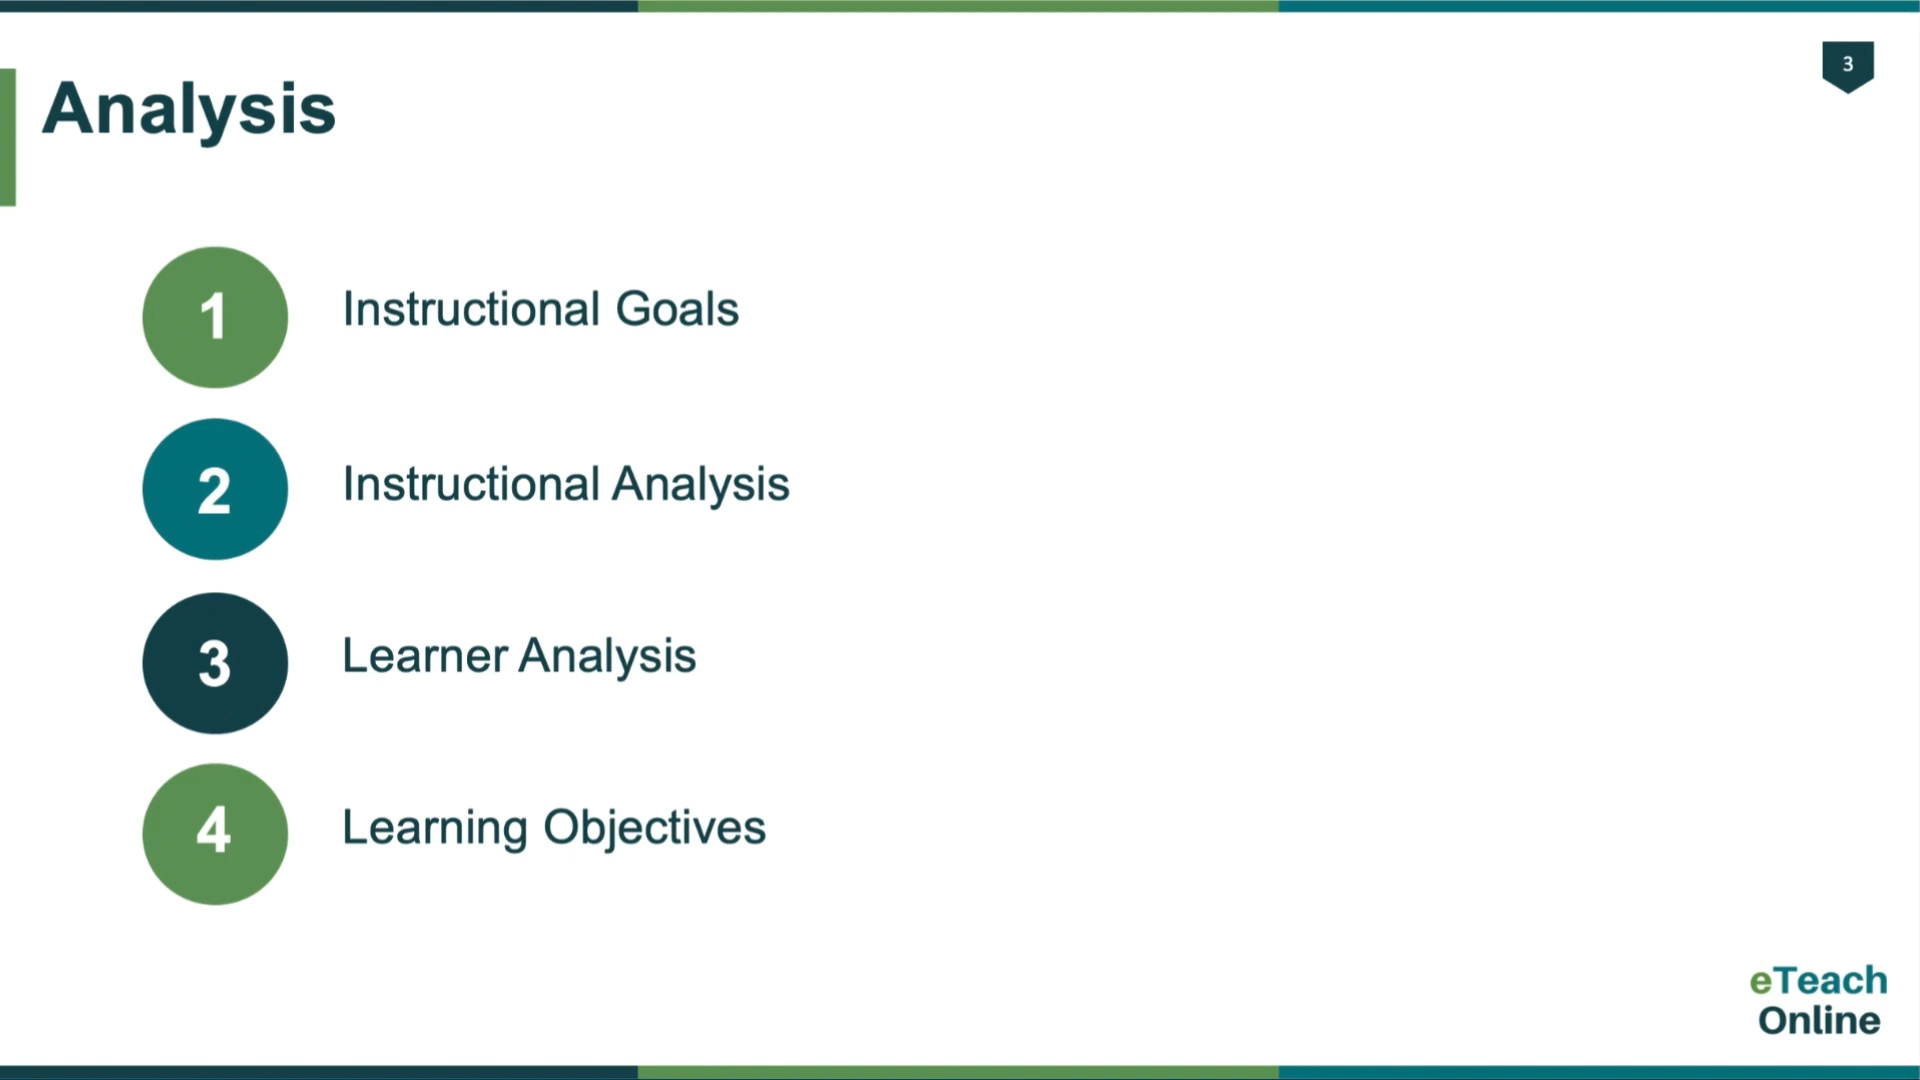 3
Analysis
1
Instructional Goals
2
Instructional Analysis
3
Learner Analysis
4
Learning Objectives
eTeach
Online